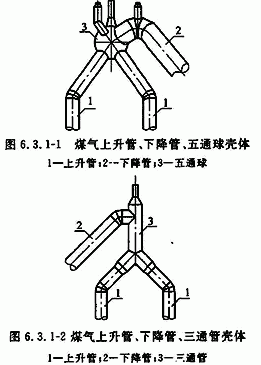 3
2
1
1
图 6.3.1-1 煤气上升管、下降管、五通球壳体
1—上升管;2--下降管;3—五通球
2
3
1
1
图 6.3.1-2 煤气上升管、下降管、三通管壳体
1—上升管;2—下降管;3—三通管